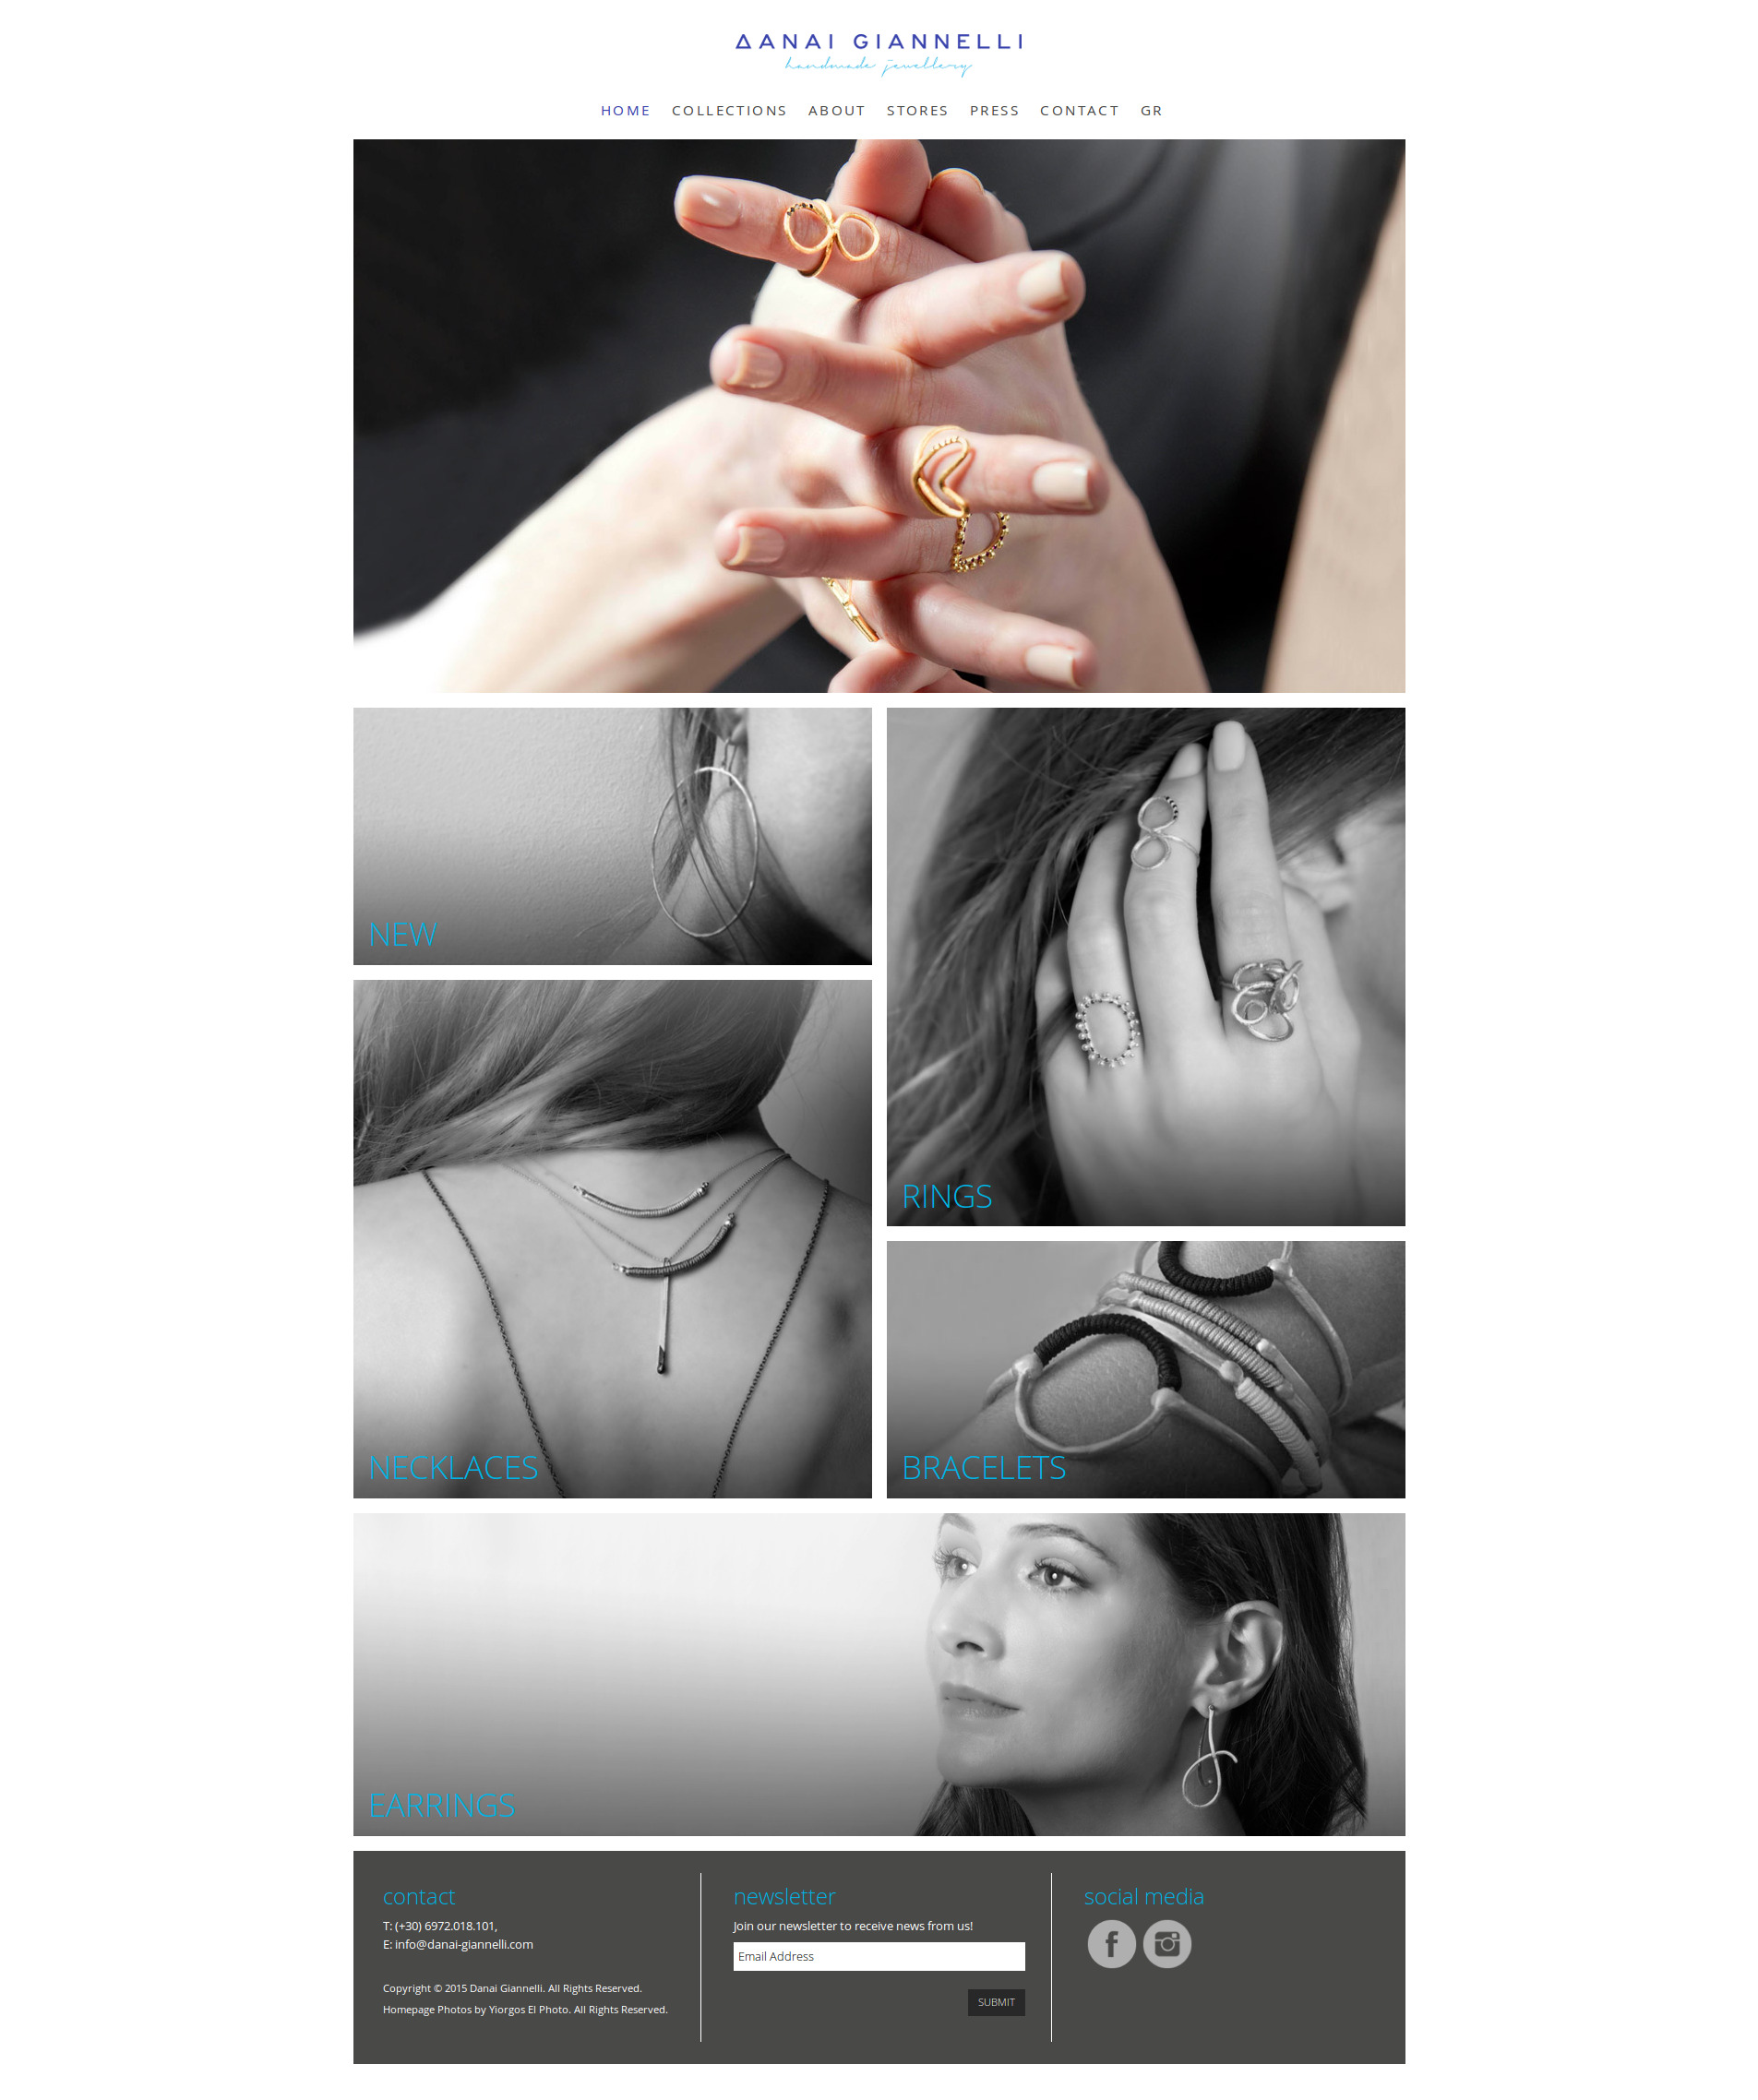 ΔANAI GIANNELLI
handmade jewellery
HOME COLLECTIONS ABOUT STORES PRESS CONTACT GR
NEW
RINGS
NECKLACES
BRACELETS
EARRINGS
contact
T: (+30) 6972.018.101,
E: info@danai-giannelli.com
Copyright © 2015 Danai Giannelli. All Rights Reserved.
Homepage Photos by Yiorgos El Photo. All Rights Reserved.
newsletter
Join our newsletter to receive news from us!
Email Address
SUBMIT
social media